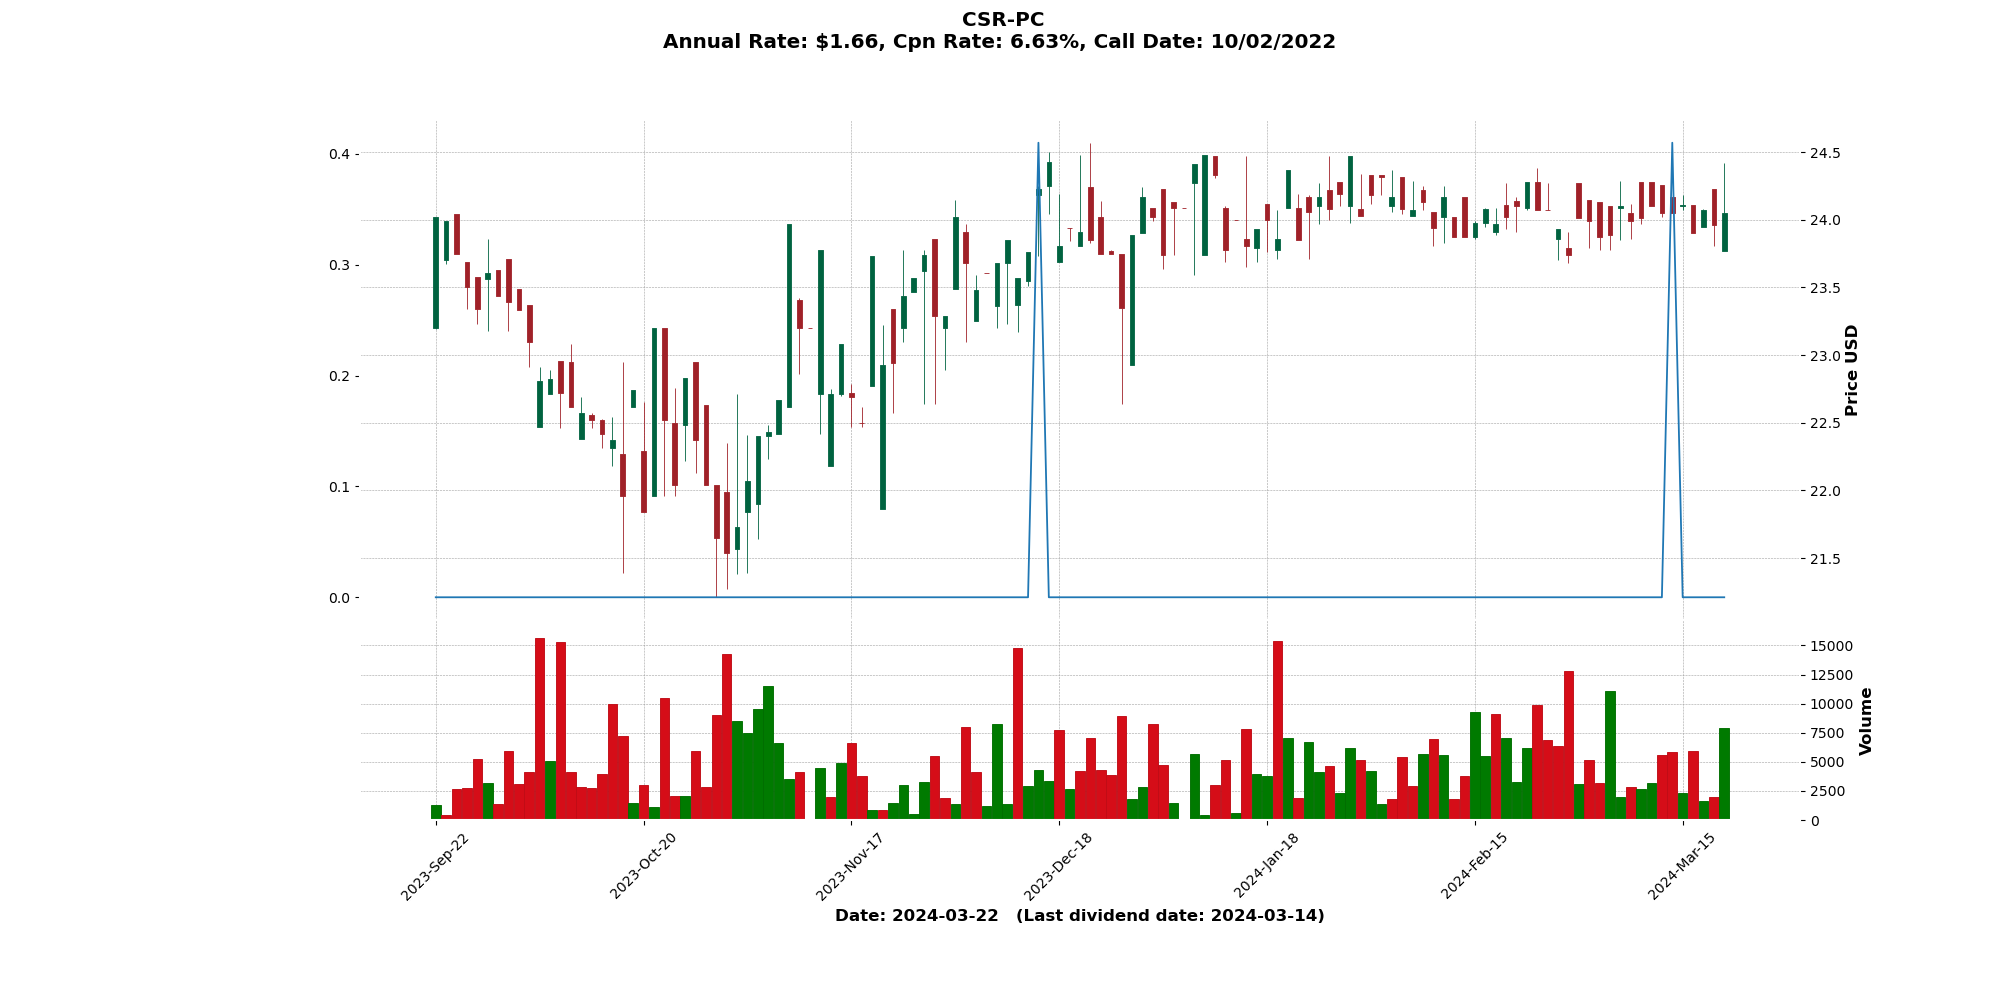 CSR-PC
Annual Rate: $1.66, Cpn Rate: 6.63%, Call Date: 10/02/2022
0.4
0.3
0.2
0.1
0.0
24.5
24.0
23.5
23.0
22.5
22.0
21.5
Price USD
15000
12500
10000
7500
5000
2500
0
Volume
2023-Sep-22
2023-Oct-20
2023-Nov-17
2023-Dec-18
2024-Jan-18
2024-Feb-15
2024-Mar-15
Date: 2024-03-22 (Last dividend date: 2024-03-14)